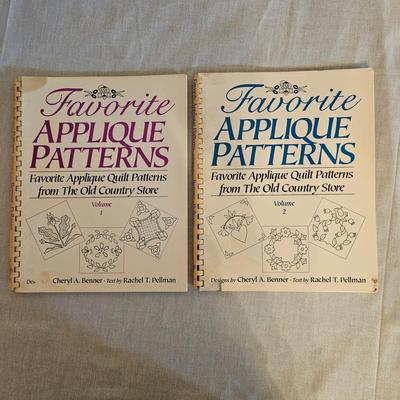 Favorite
APPLIQUE
PATTERNS
Favorite Applique Quilt Patterns
from The Old Country Store
Volume
1
Cheryl A. Benner • Text by Rachel T. Pellman
Favorite
APPLIQUE
PATTERNS
Favorite Applique Quilt Patterns
from The Old Country Store
Volume
2
Designs by Cheryl A. Benner • Text by Rachel T. Pellman